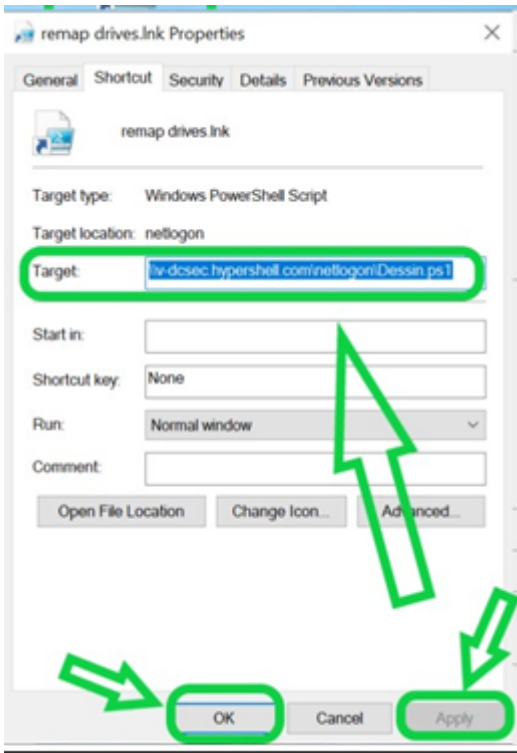 remap drives.lnk Properties
General Shortcut Security Details Previous Versions
remap drives.lnk
Target type: Windows PowerShell Script
Target location: netlogon
Target: \\v-dcsec.hypershell.com\netlogon\Dessin.ps1
Start in:
Shortcut key: None
Run: Normal window
Comment:
Open File Location Change Icon... Advanced...
OK Cancel Apply